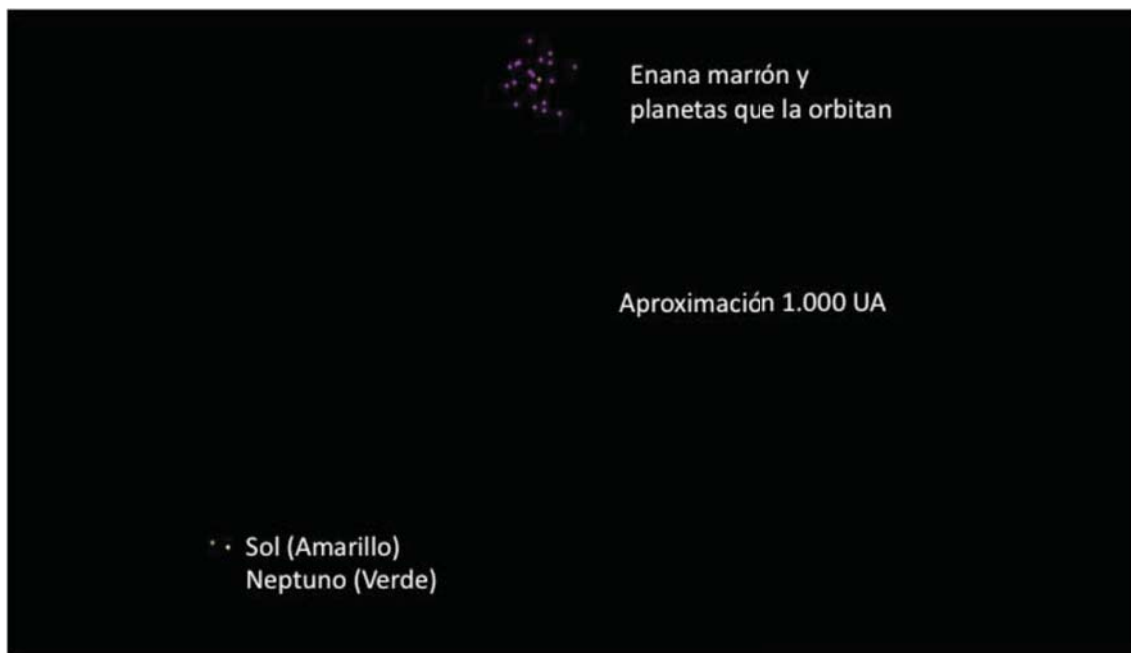 Enana marrón y
planetas que la orbitan
Aproximación 1.000 UA
Sol (Amarillo)
Neptuno (Verde)